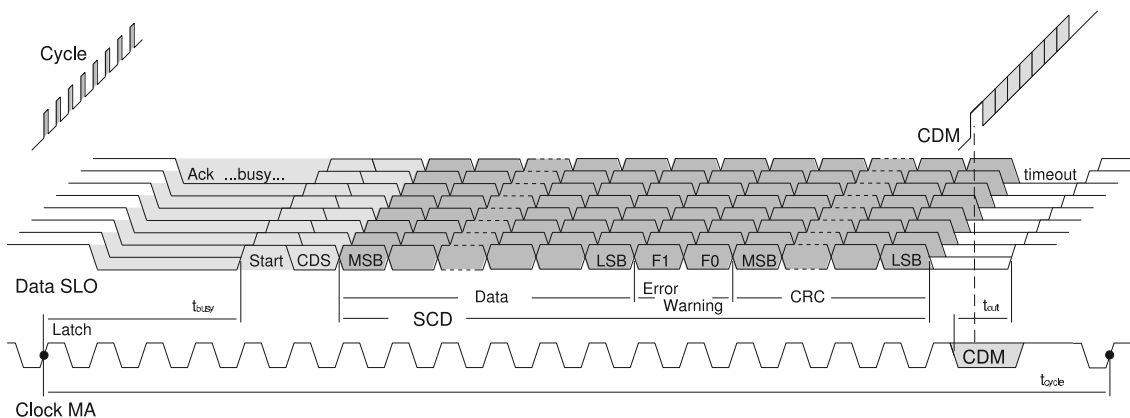 Cycle
CDM
Ack ...busy...
timeout
Start CDS MSB LSB F1 F0 MSB LSB
Data SLO
Data Error Warning CRC
tbusy
SCD
tout
Latch
CDM
tcycle
Clock MA